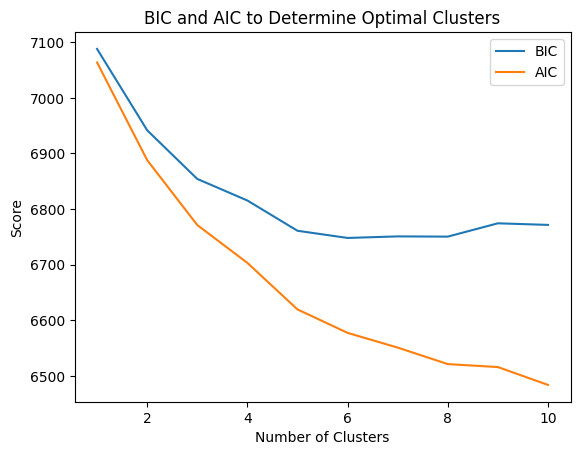 BIC and AIC to Determine Optimal Clusters
7100
7000
6900
6800
6700
6600
6500
Score
BIC
AIC
2 4 6 8 10
Number of Clusters